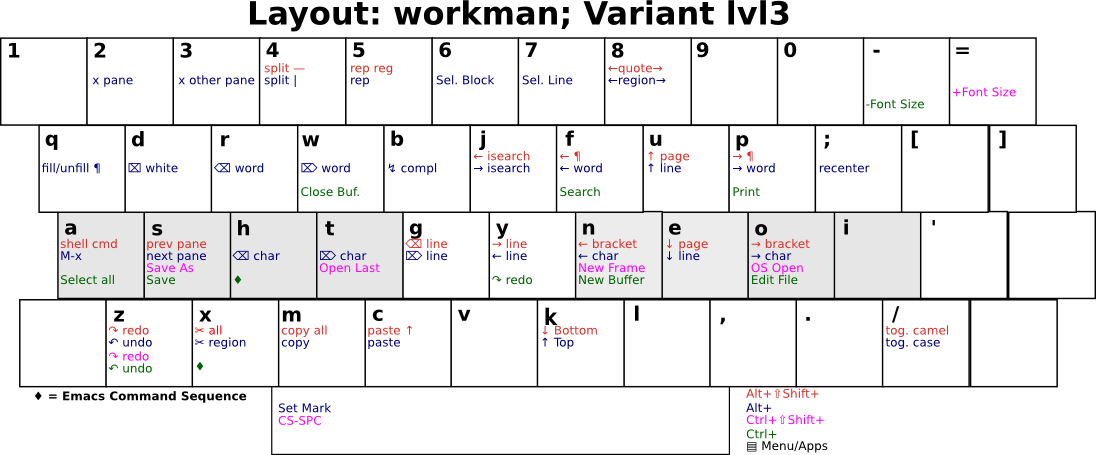 Layout: workman; Variant lvl3
1
2
x pane
3
x other pane
4
split —
split |
5
rep reg
rep
6
Sel. Block
7
Sel. Line
8
←quote→
←region→
9
0
-
-Font Size
=
+Font Size
q
fill/unfill ¶
d
⌧ white
r
⌫ word
w
⌦ word
Close Buf.
b
↯ compl
j
← isearch
→ isearch
f
← ¶
← word
Search
u
↑ page
↑ line
p
→ ¶
→ word
Print
;
recenter
[
]
a
shell cmd
M-x
Select all
s
prev pane
next pane
Save As
Save
h
⌫ char
♦
t
⌦ char
Open Last
g
⌫ line
⌦ line
y
→ line
← line
↷ redo
n
← bracket
← char
New Frame
New Buffer
e
↓ page
↓ line
o
→ bracket
→ char
OS Open
Edit File
i
'
z
↷ redo
↶ undo
↷ redo
↶ undo
x
✂ all
✂ region
♦
m
copy all
copy
c
paste ↑
paste
v
k
↓ Bottom
↑ Top
l
,
.
/
tog. camel
tog. case
♦ = Emacs Command Sequence
Set Mark
CS-SPC
Alt+⇧Shift+
Alt+
Ctrl+⇧Shift+
Ctrl+
▤ Menu/Apps